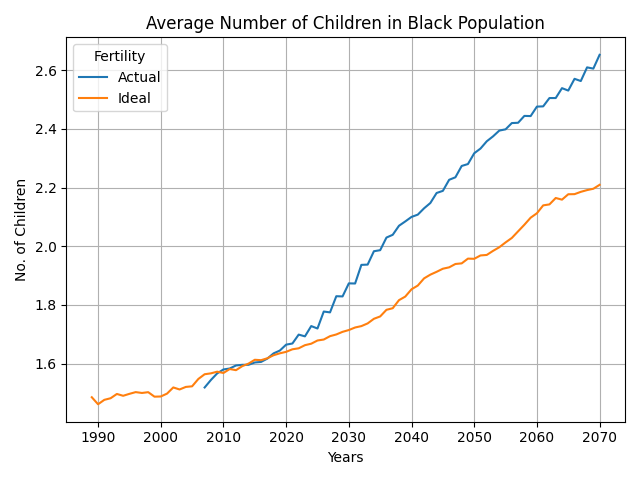 Average Number of Children in Black Population
Fertility
Actual
Ideal
No. of Children
2.6
2.4
2.2
2.0
1.8
1.6
1990 2000 2010 2020 2030 2040 2050 2060 2070
Years